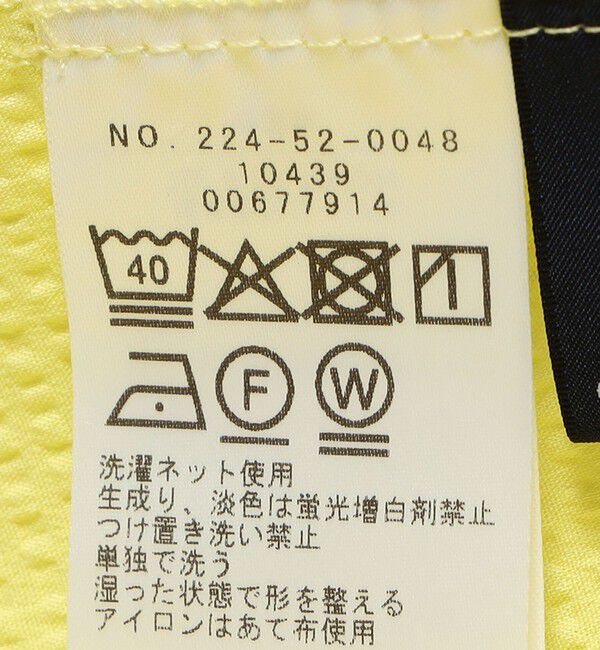 NO. 224-52-0048
10439
00677914
40
F W
洗濯ネット使用
生成り、淡色は蛍光増白剤禁止
つけ置き洗い禁止
単独で洗う
湿った状態で形を整える
アイロンはあて布使用